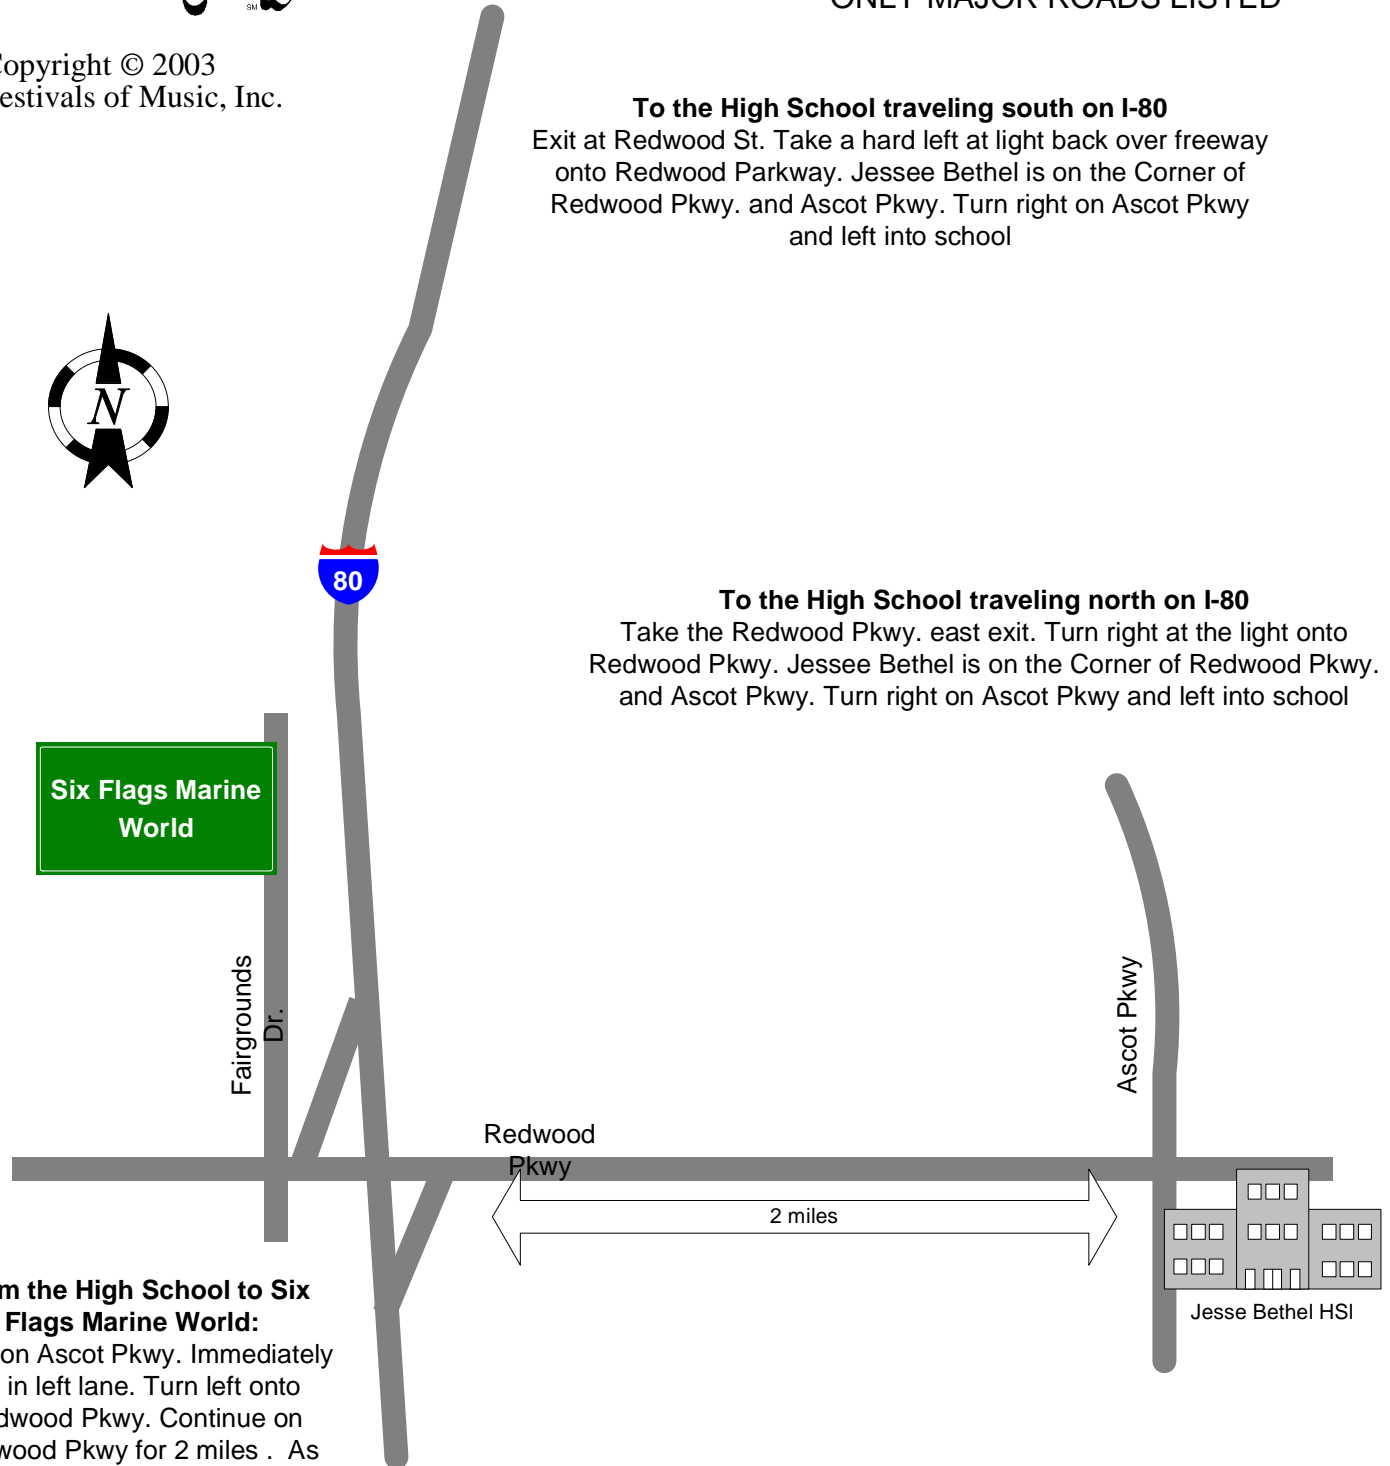 ONLY MAJOR ROADS LISTED
SM
Copyright © 2003
estivals of Music, Inc.
To the High School traveling south on I-80
Exit at Redwood St. Take a hard left at light back over freeway
onto Redwood Parkway. Jessee Bethel is on the Corner of
Redwood Pkwy. and Ascot Pkwy. Turn right on Ascot Pkwy
and left into school
N
80
To the High School traveling north on I-80
Take the Redwood Pkwy. east exit. Turn right at the light onto
Redwood Pkwy. Jessee Bethel is on the Corner of Redwood Pkwy.
and Ascot Pkwy. Turn right on Ascot Pkwy and left into school
Six Flags Marine
World
Fairgrounds
Dr.
Ascot Pkwy
Redwood
Pkwy
2 miles
Jesse Bethel HSl
m the High School to Six
Flags Marine World:
on Ascot Pkwy. Immediately
in left lane. Turn left onto
dwood Pkwy. Continue on
wood Pkwy for 2 miles . As